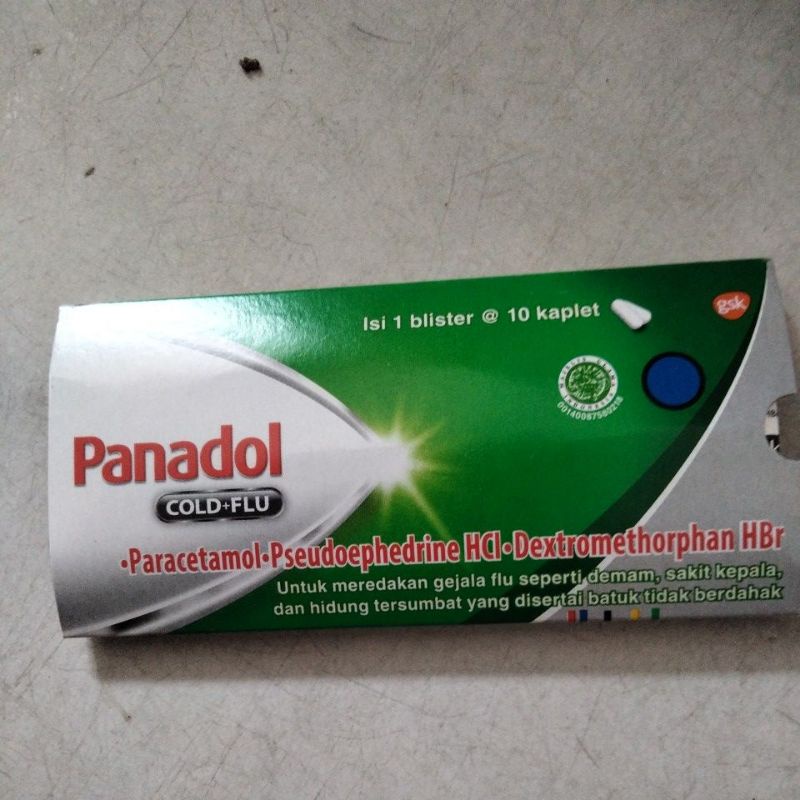 Isi 1 blister @ 10 kaplet
gsk
00140087580218
Panadol
COLD+FLU
•Paracetamol•Pseudoephedrine HCl•Dextromethorphan HBr
Untuk meredakan gejala flu seperti demam, sakit kepala,
dan hidung tersumbat yang disertai batuk tidak berdahak